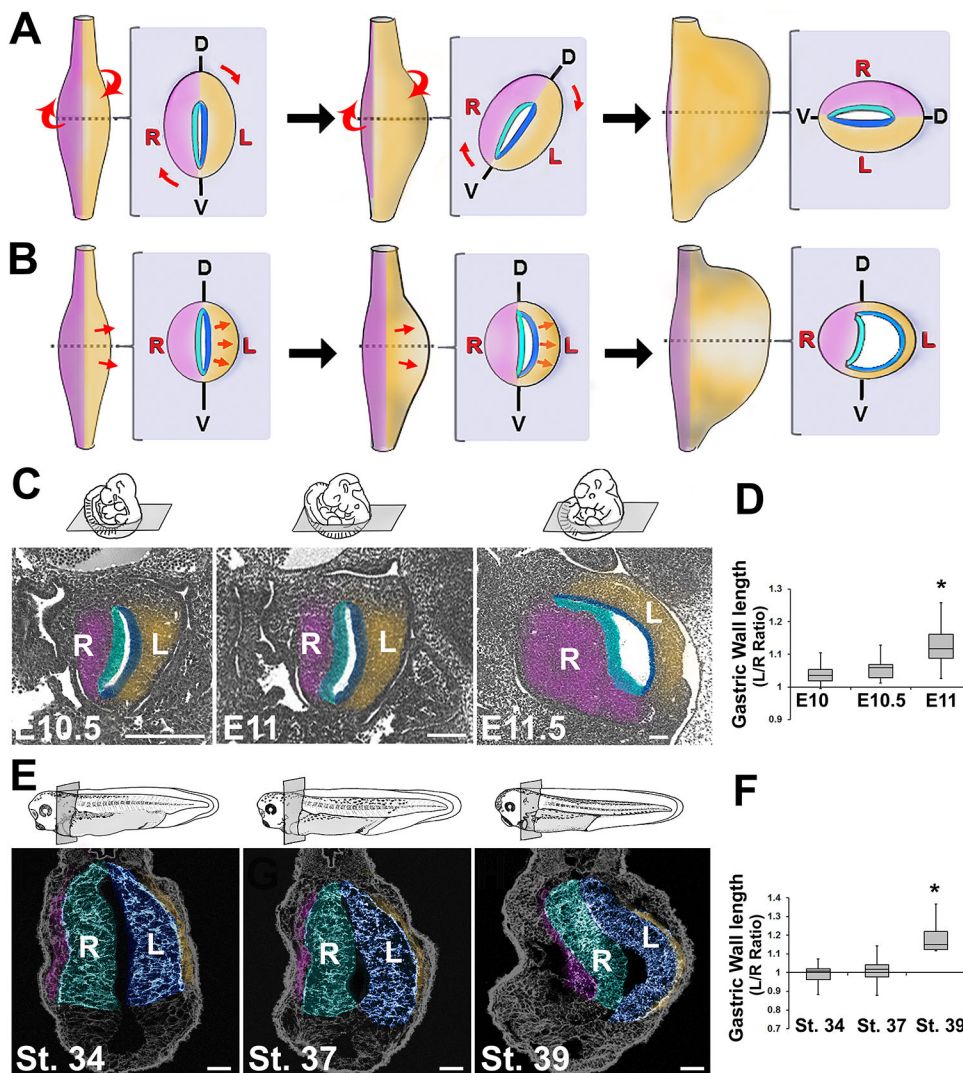 A
D
R
L
V
D
R
L
V
R
V
D
L
B
D
R
L
V
D
R
L
V
D
R
L
V
C
D
R
L
E10.5
R
L
E11
R
L
E11.5
Gastric Wall length
(L/R Ratio)
1.3
1.2
1.1
1
0.9
*
E10
E10.5
E11
E
F
R
L
St. 34
G
R
L
St. 37
H
R
L
St. 39
Gastric Wall length
(L/R Ratio)
1.5
1.4
1.3
1.2
1.1
1
0.9
0.8
0.7
*
St. 34
St. 37
St. 39